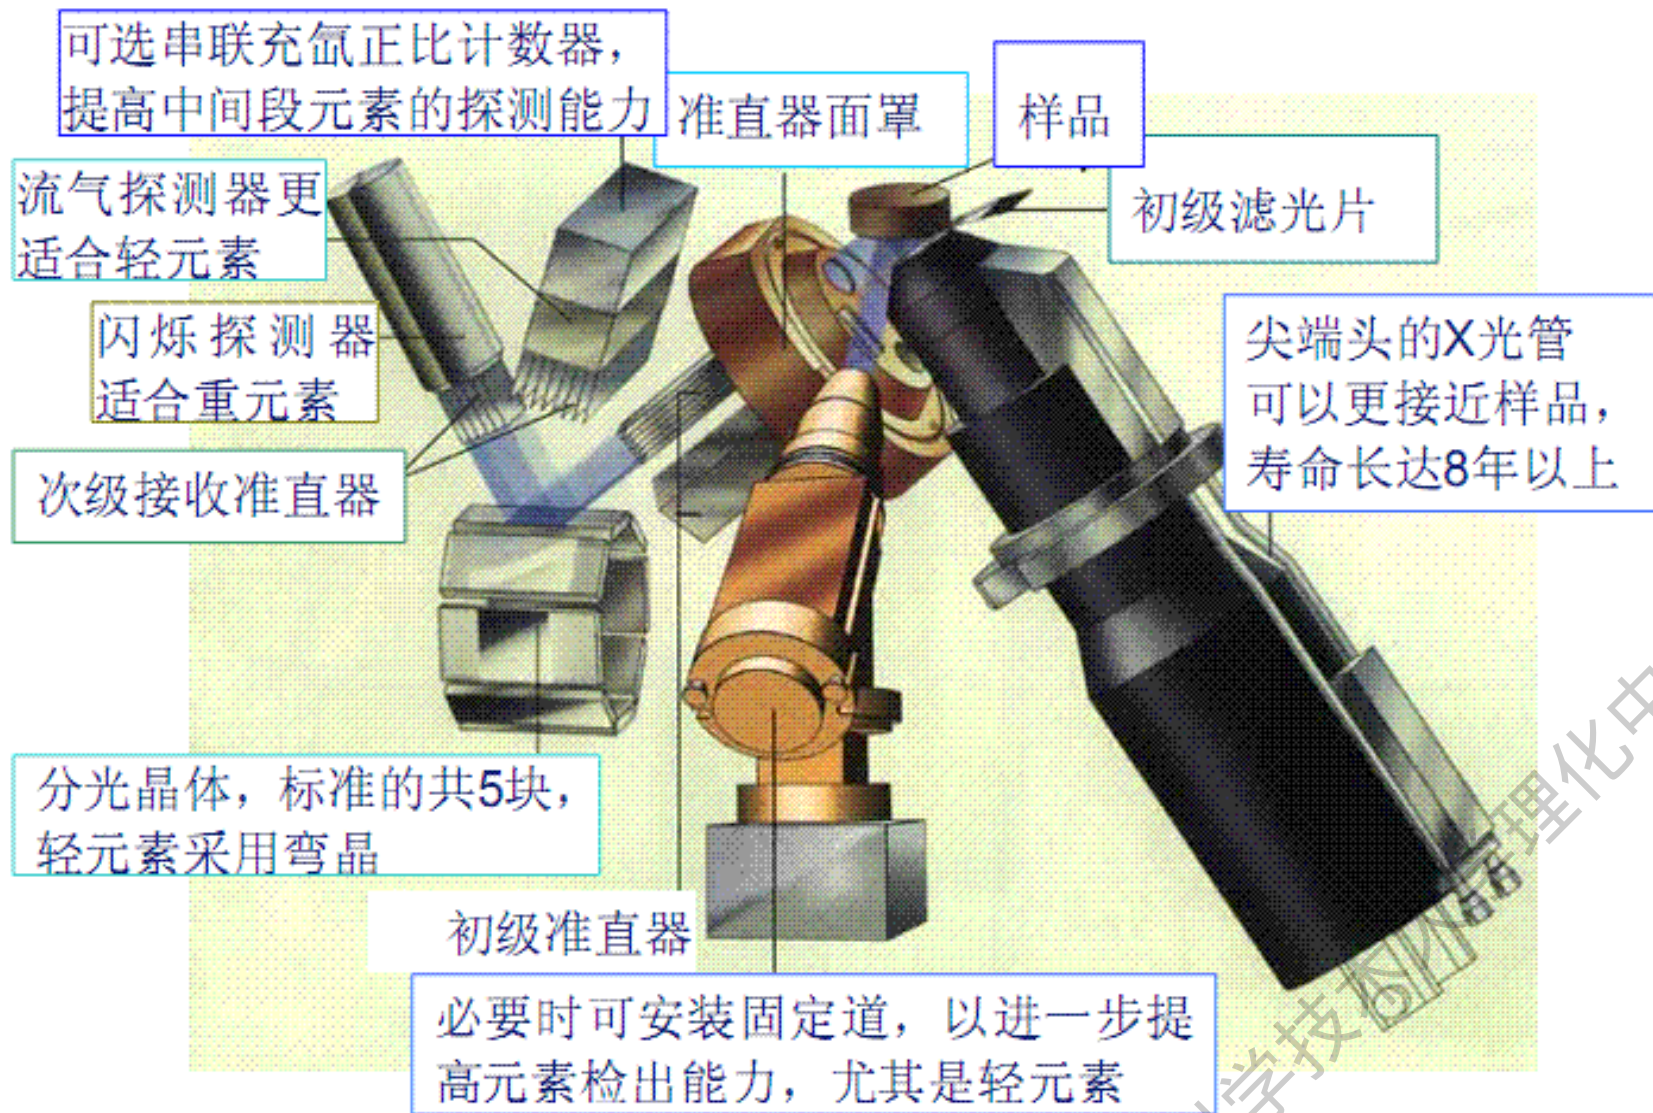 可选串联充氙正比计数器，
提高中间段元素的探测能力
准直器面罩
样品
初级滤光片
流气探测器更
适合轻元素
闪烁探测器
适合重元素
次级接收准直器
尖端头的X光管
可以更接近样品，
寿命长达8年以上
分光晶体，标准的共5块，
轻元素采用弯晶
初级准直器
必要时可安装固定道，以进一步提
高元素检出能力，尤其是轻元素
学技术
理化中